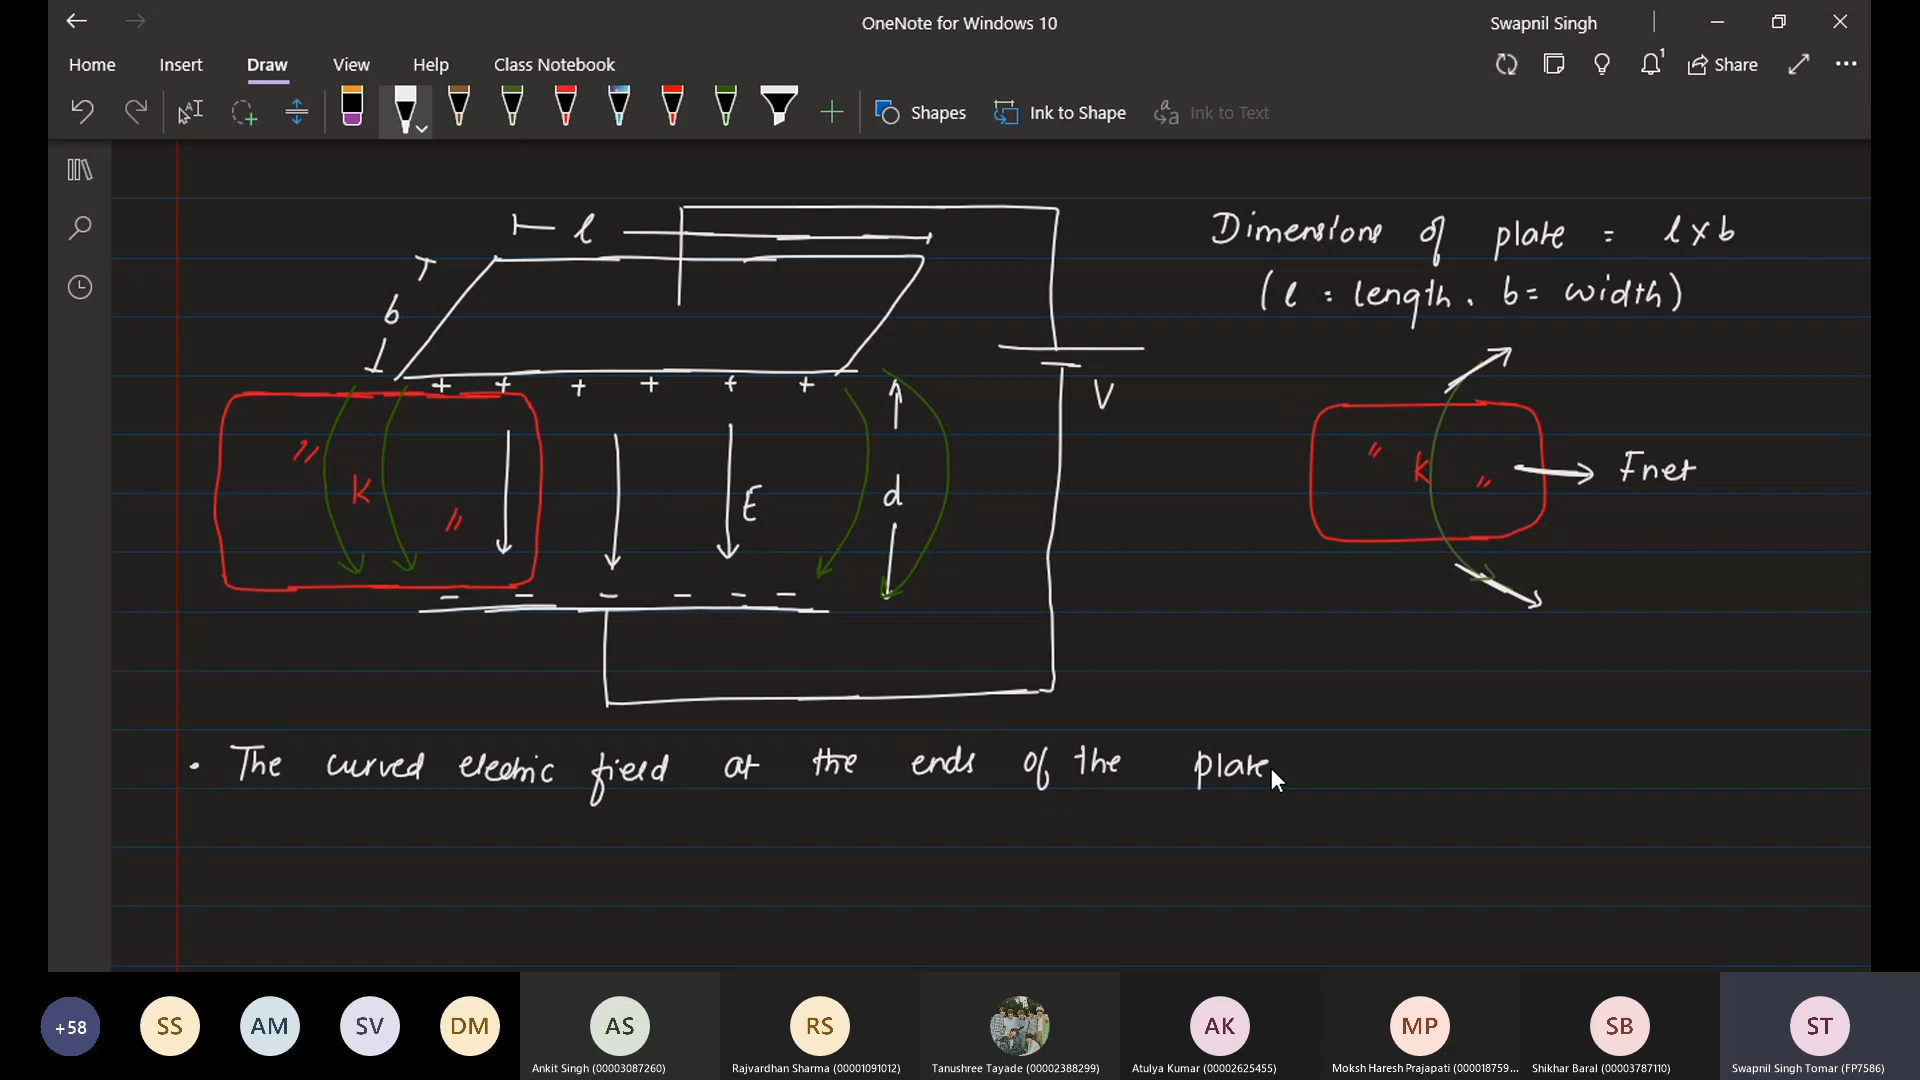 OneNote for Windows 10
Swapnil Singh
Home Insert Draw View Help Class Notebook
1 Share
Shapes Ink to Shape Ink to Text
l
b
+ + + + + +
K
E
d
V
- - - - - -
Dimensions of plate = l x b
(l = length, b = width)
K
Fnet
• The curved electric field at the ends of the plate
+58 SS AM SV DM AS RS AK MP SB ST
Ankit Singh (00003087260) Rajvardhan Sharma (00001091012) Tanushree Tayade (00002388299) Atulya Kumar (00002625455) Moksh Haresh Prajapati (000018759... Shikhar Baral (00003787110) Swapnil Singh Tomar (FP7586)